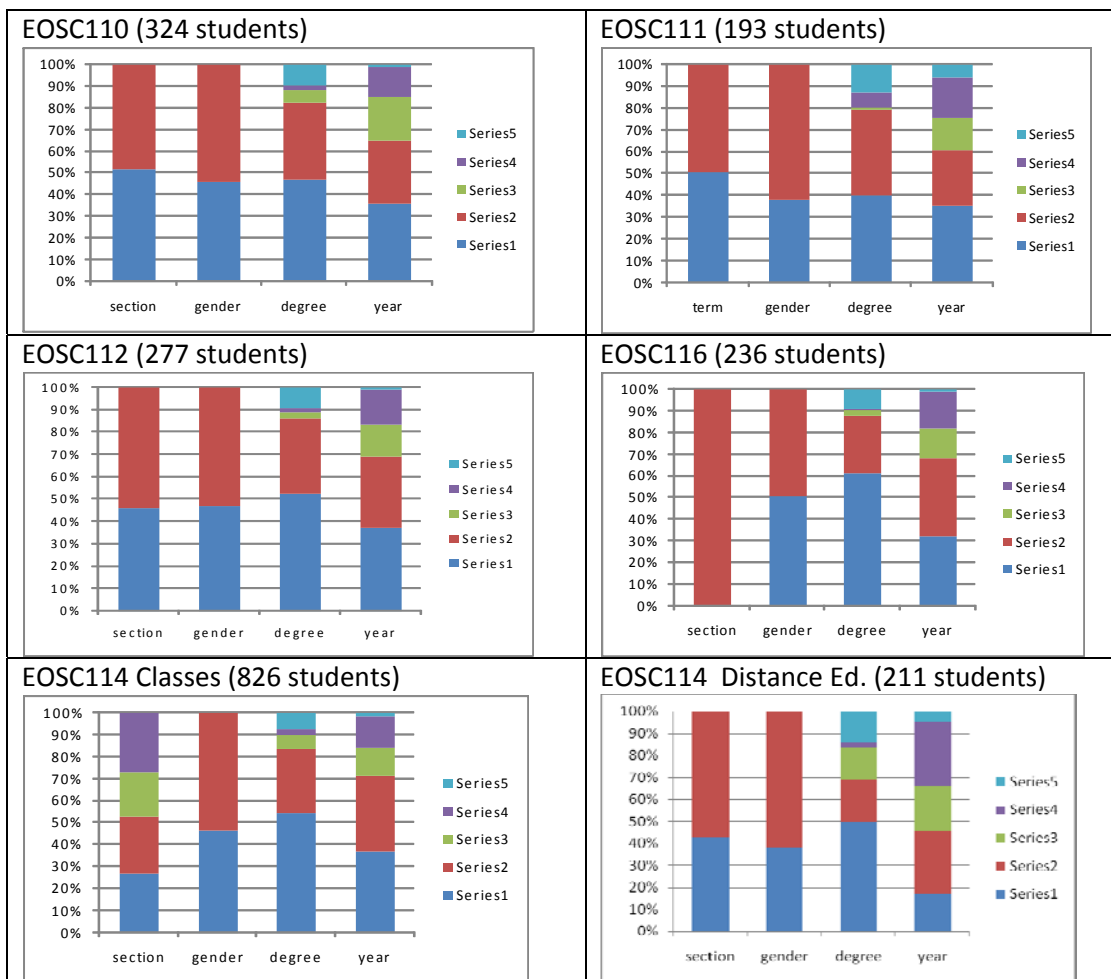 EOSC110 (324 students)
100%
90%
80%
70%
60%
50%
40%
30%
20%
10%
0%
section gender degree year
Series5
Series4
Series3
Series2
Series1
EOSC111 (193 students)
100%
90%
80%
70%
60%
50%
40%
30%
20%
10%
0%
term gender degree year
Series5
Series4
Series3
Series2
Series1
EOSC112 (277 students)
100%
90%
80%
70%
60%
50%
40%
30%
20%
10%
0%
section gender degree year
Series5
Series4
Series3
Series2
Series1
EOSC116 (236 students)
100%
90%
80%
70%
60%
50%
40%
30%
20%
10%
0%
section gender degree year
Series5
Series4
Series3
Series2
Series1
EOSC114 Classes (826 students)
100%
90%
80%
70%
60%
50%
40%
30%
20%
10%
0%
section gender degree year
Series5
Series4
Series3
Series2
Series1
EOSC114 Distance Ed. (211 students)
100%
90%
80%
70%
60%
50%
40%
30%
20%
10%
0%
section gender degree year
Series5
Series4
Series3
Series2
Series1